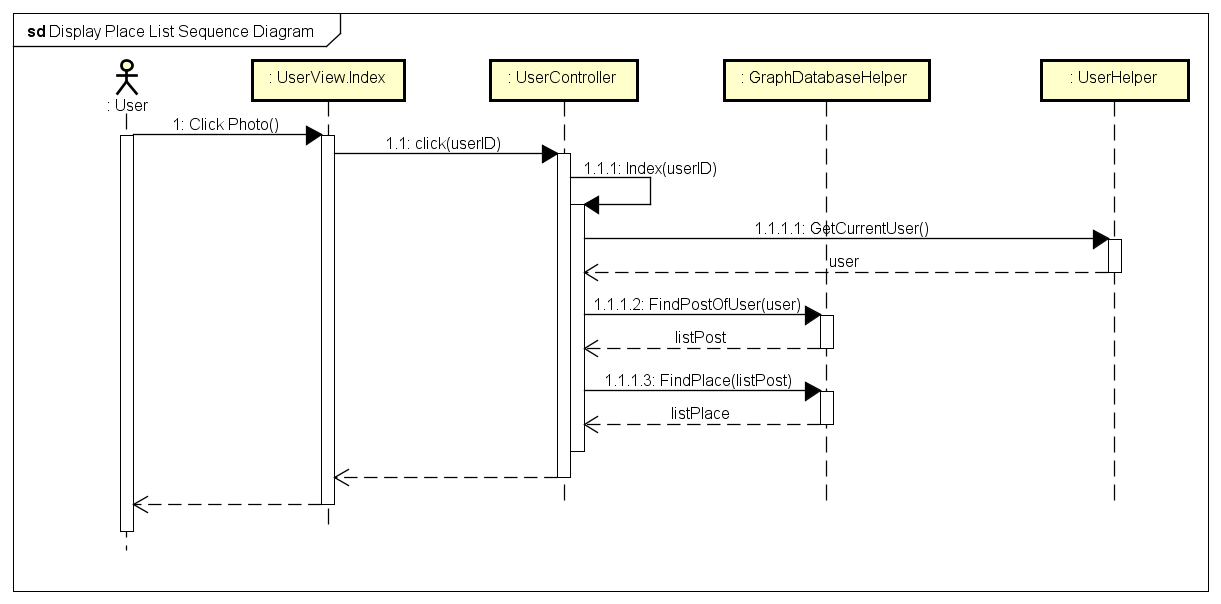 sd Display Place List Sequence Diagram
: User
: UserView.Index
: UserController
: GraphDatabaseHelper
: UserHelper
1: Click Photo()
1.1: click(userID)
1.1.1: Index(userID)
1.1.1.1: GetCurrentUser()
user
1.1.1.2: FindPostOfUser(user)
listPost
1.1.1.3: FindPlace(listPost)
listPlace